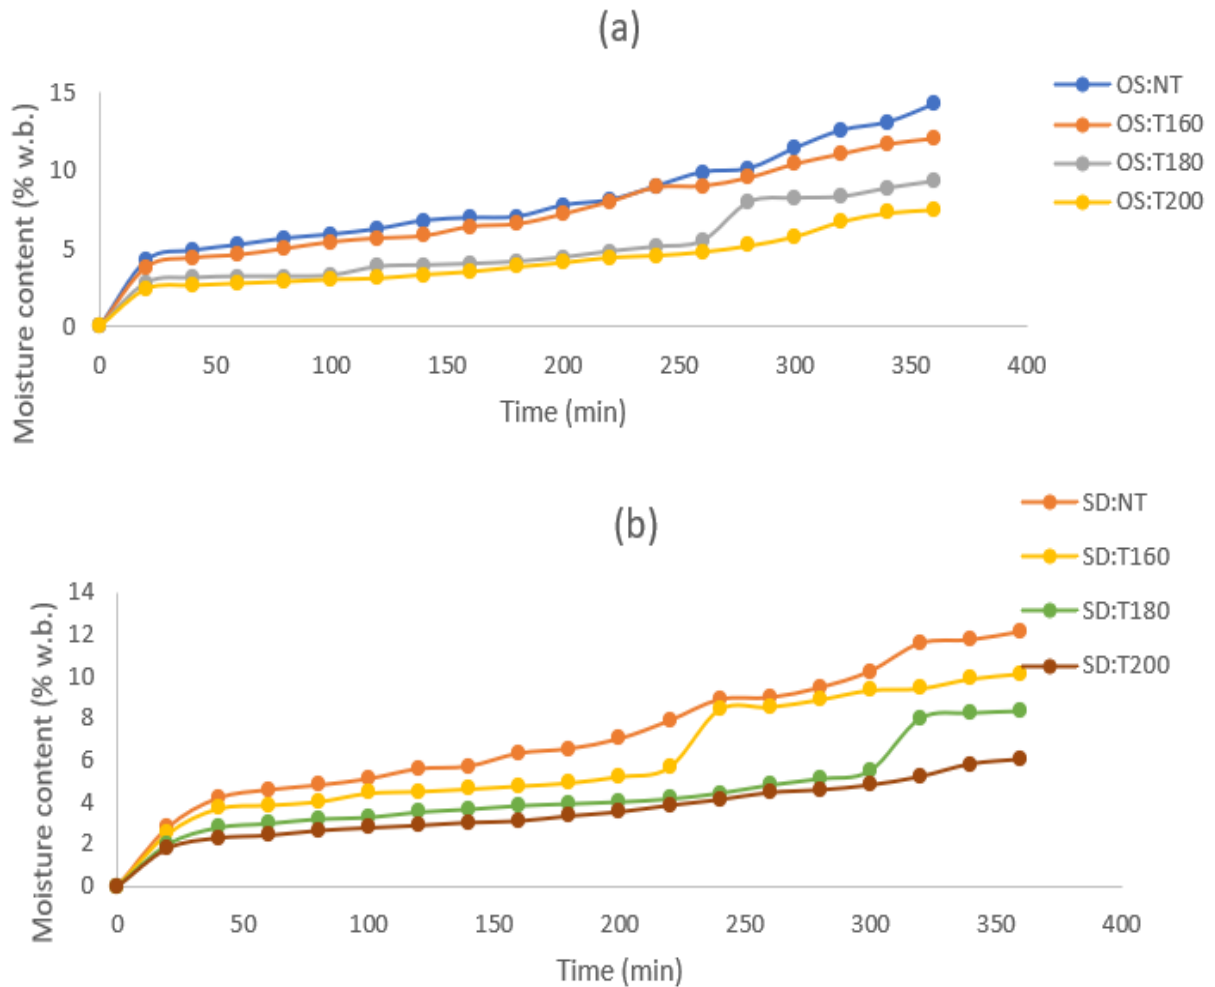 (a)
15
10
5
0
Moisture content (% w.b.)
0 50 100 150 200 250 300 350 400
Time (min)
OS:NT
OS:T160
OS:T180
OS:T200
(b)
14
12
10
8
6
4
2
0
Moisture content (% w.b.)
0 50 100 150 200 250 300 350 400
Time (min)
SD:NT
SD:T160
SD:T180
SD:T200